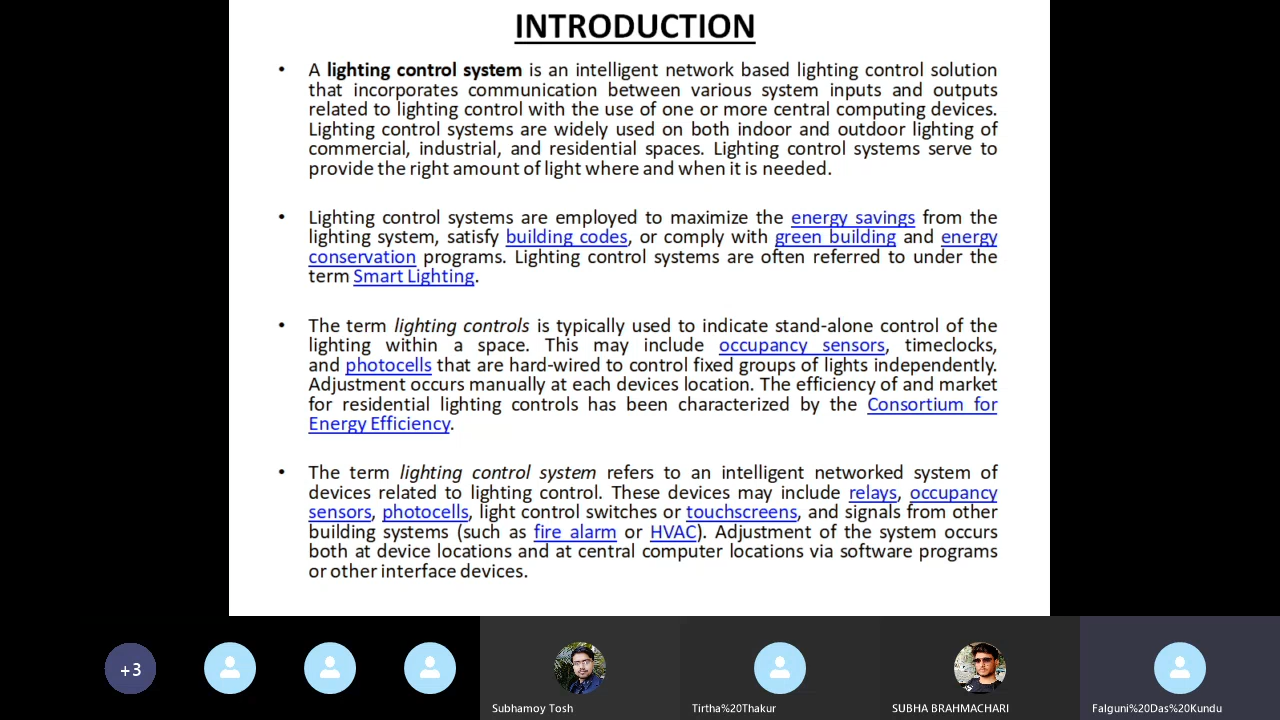 INTRODUCTION
• A lighting control system is an intelligent network based lighting control solution
that incorporates communication between various system inputs and outputs
related to lighting control with the use of one or more central computing devices.
Lighting control systems are widely used on both indoor and outdoor lighting of
commercial, industrial, and residential spaces. Lighting control systems serve to
provide the right amount of light where and when it is needed.
• Lighting control systems are employed to maximize the energy savings from the
lighting system, satisfy building codes, or comply with green building and energy
conservation programs. Lighting control systems are often referred to under the
term Smart Lighting.
• The term lighting controls is typically used to indicate stand-alone control of the
lighting within a space. This may include occupancy sensors, timeclocks,
and photocells that are hard-wired to control fixed groups of lights independently.
Adjustment occurs manually at each devices location. The efficiency of and market
for residential lighting controls has been characterized by the Consortium for
Energy Efficiency.
• The term lighting control system refers to an intelligent networked system of
devices related to lighting control. These devices may include relays, occupancy
sensors, photocells, light control switches or touchscreens, and signals from other
building systems (such as fire alarm or HVAC). Adjustment of the system occurs
both at device locations and at central computer locations via software programs
or other interface devices.
+3
Subhamoy Tosh
Tirtha%20Thakur
SUBHA BRAHMACHARI
Falguni%20Das%20Kundu